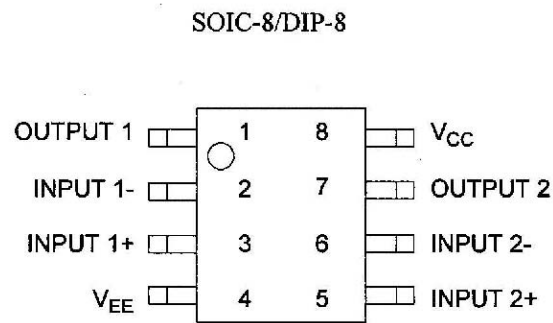 SOIC-8/DIP-8
OUTPUT 1 1 8 VCC
INPUT 1- 2 7 OUTPUT 2
INPUT 1+ 3 6 INPUT 2-
VEE 4 5 INPUT 2+